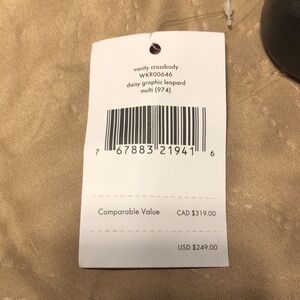 vanity crossbody
WKR00646
daisy graphic leopard
multi (974)
7 67883 21941 6
Comparable Value CAD $319.00
USD $249.00